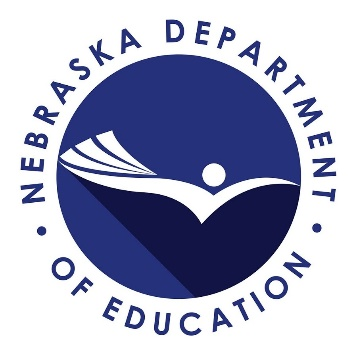 NEBRASKA DEPARTMENT
OF EDUCATION